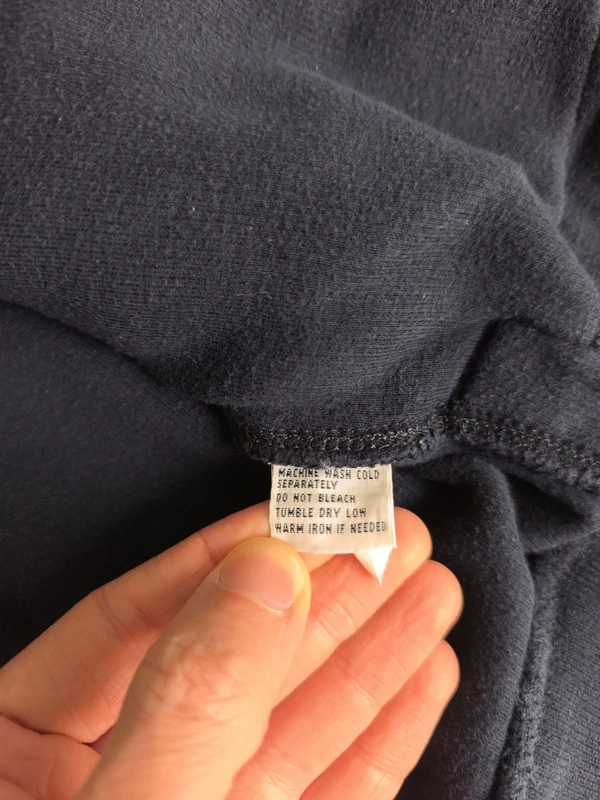 MACHINE WASH COLD
SEPARATELY
DO NOT BLEACH
TUMBLE DRY LOW
WARM IRON IF NEEDED